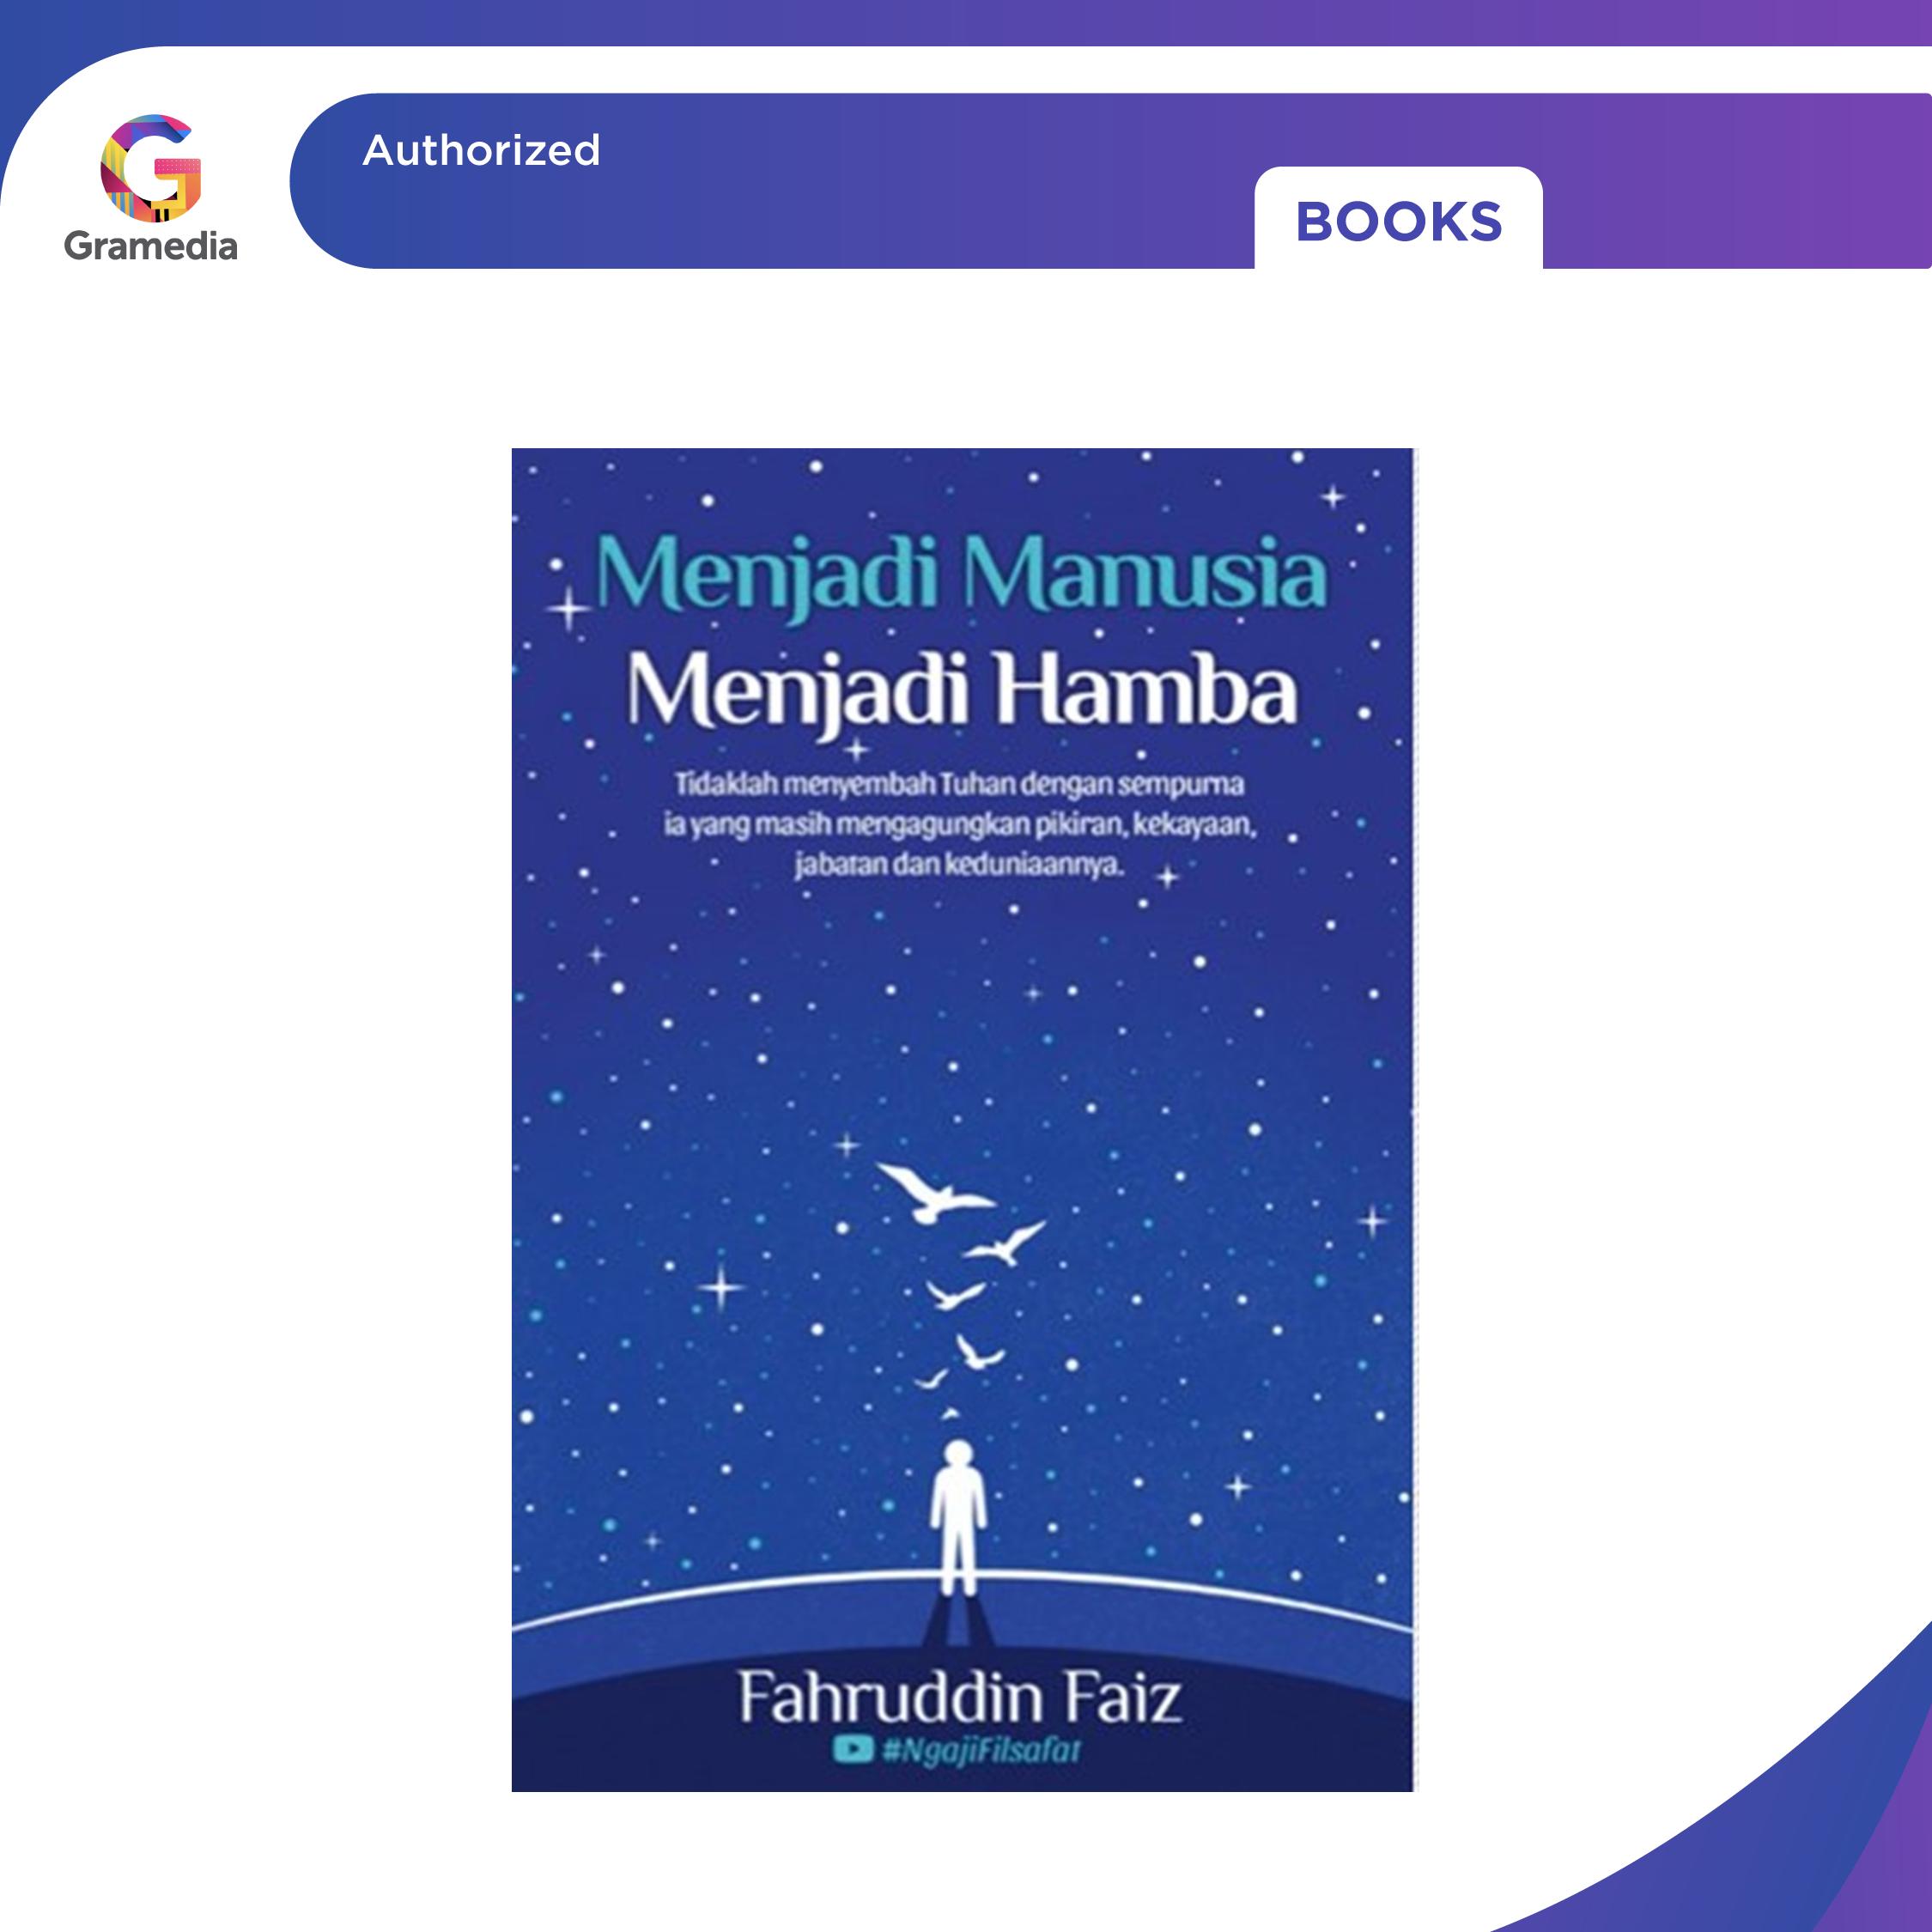 Gramedia
Authorized
BOOKS
Menjadi Manusia
Menjadi Hamba
Tidaklah menyembah Tuhan dengan sempurna
ia yang masih mengagungkan pikiran, kekayaan,
jabatan dan keduniaannya.
Fahruddin Faiz
#NgajiFilsafat